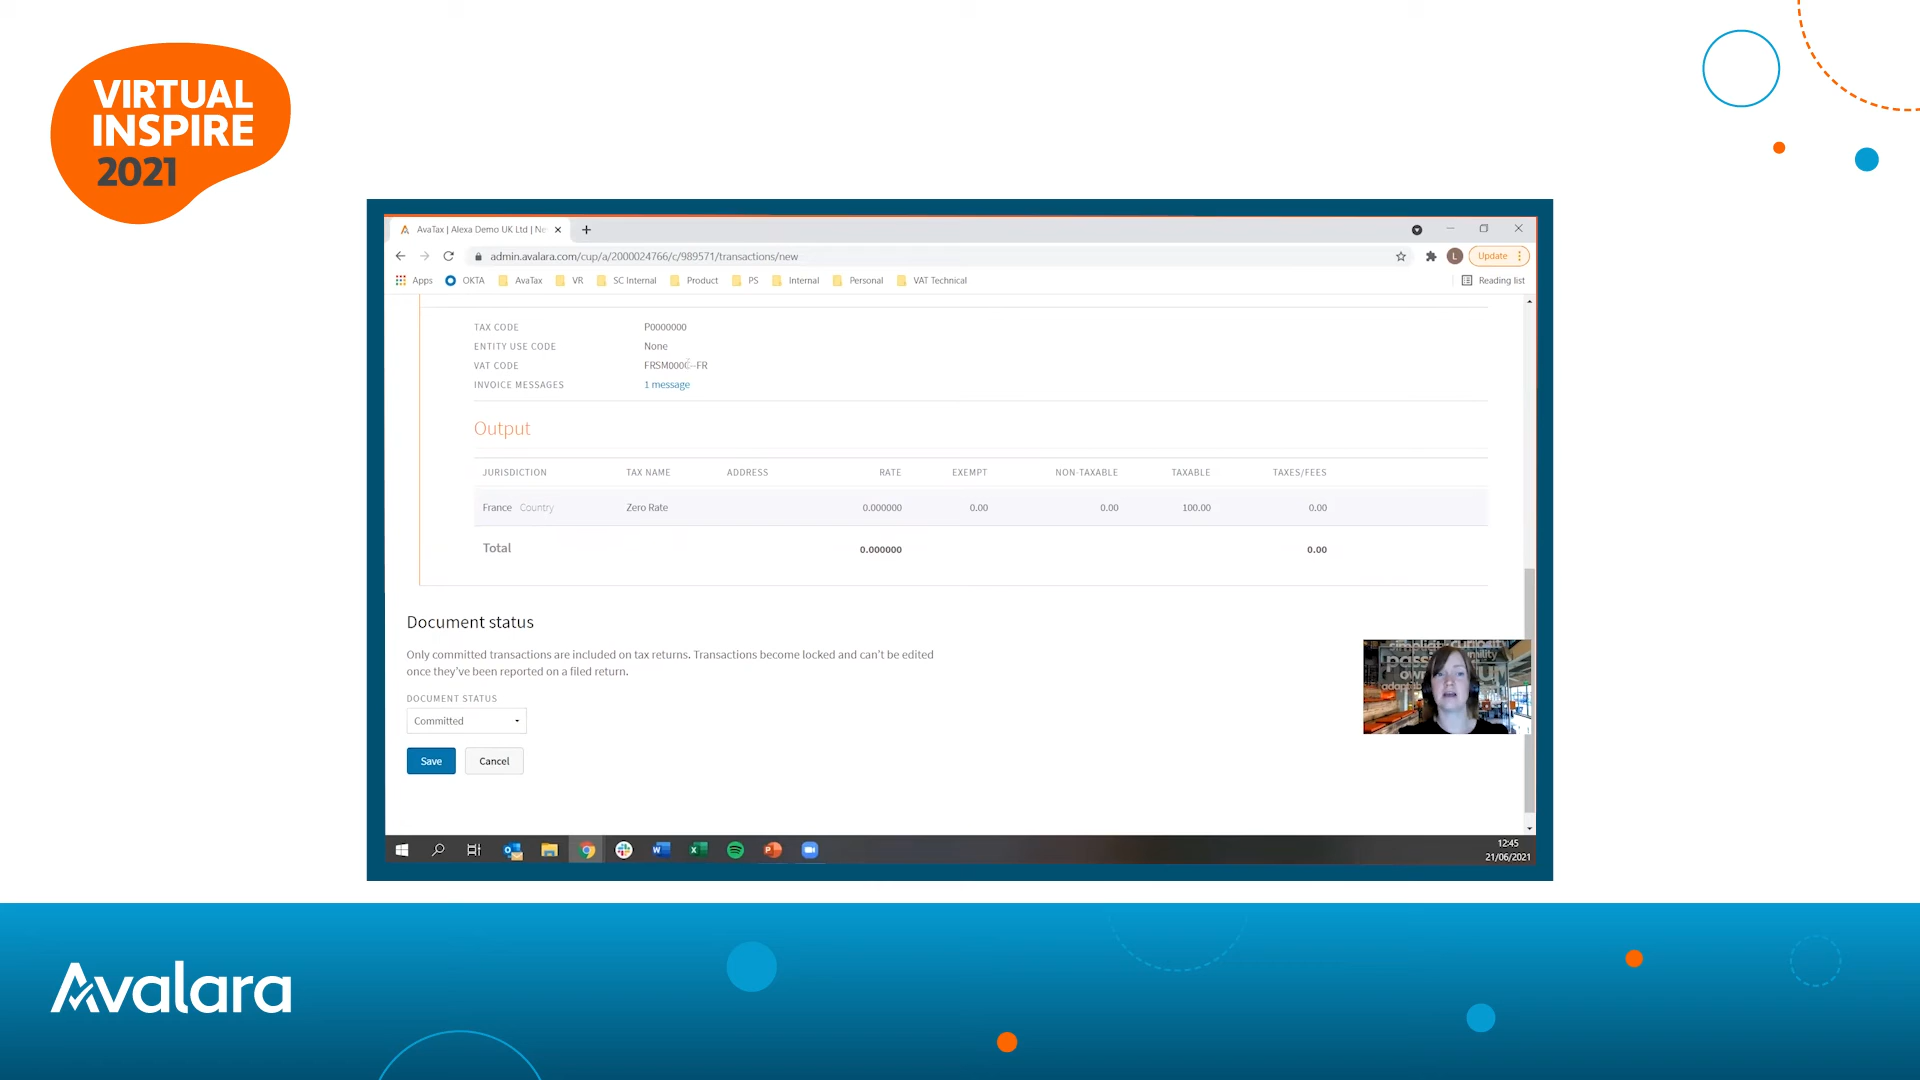 VIRTUAL
INSPIRE
2021
AvaTax | Alexa Demo UK Ltd | Ne
admin.avalara.com/cup/a/2000024766/c/989571/transactions/new
L
Update
Apps OKTA AvaTax VR SC Internal Product PS Internal Personal VAT Technical Reading list
TAX CODE P0000000
ENTITY USE CODE None
VAT CODE
INVOICE MESSAGES 1 message
Output
JURISDICTION TAX NAME ADDRESS RATE EXEMPT NON-TAXABLE TAXABLE TAXES/FEES
France Country Zero Rate 0.000000 0.00 0.00 100.00 0.00
Total 0.000000 0.00
Document status
Only committed transactions are included on tax returns. Transactions become locked and can't be edited
once they've been reported on a filed return.
DOCUMENT STATUS
Committed
Save Cancel
12:45
21/06/2021
Avalara